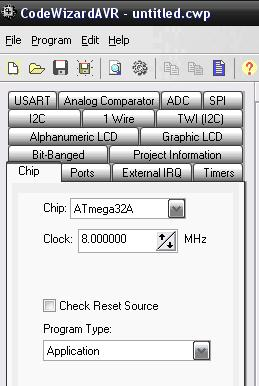 CodeWizardAVR - untitled.cwp
File Program Edit Help
USART Analog Comparator ADC SPI
I2C 1 Wire TWI (I2C)
Alphanumeric LCD Graphic LCD
Bit-Banged Project Information
Chip Ports External IRQ Timers
Chip: ATmega32A
Clock: 8.000000 MHz
Check Reset Source
Program Type:
Application